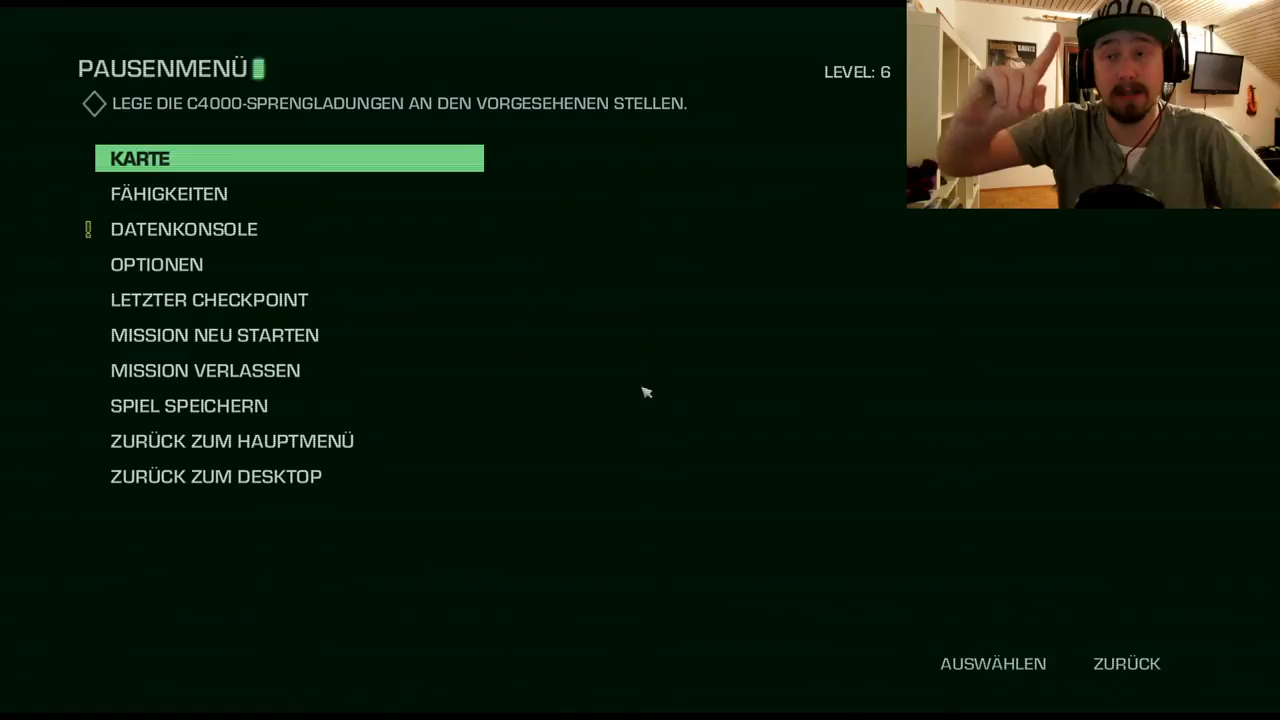 PAUSENMENÜ
LEVEL: 6
LEGE DIE C4000-SPRENGLADUNGEN AN DEN VORGESEHENEN STELLEN.
KARTE
FÄHIGKEITEN
! DATENKONSOLE
OPTIONEN
LETZTER CHECKPOINT
MISSION NEU STARTEN
MISSION VERLASSEN
SPIEL SPEICHERN
ZURÜCK ZUM HAUPTMENÜ
ZURÜCK ZUM DESKTOP
AUSWÄHLEN
ZURÜCK